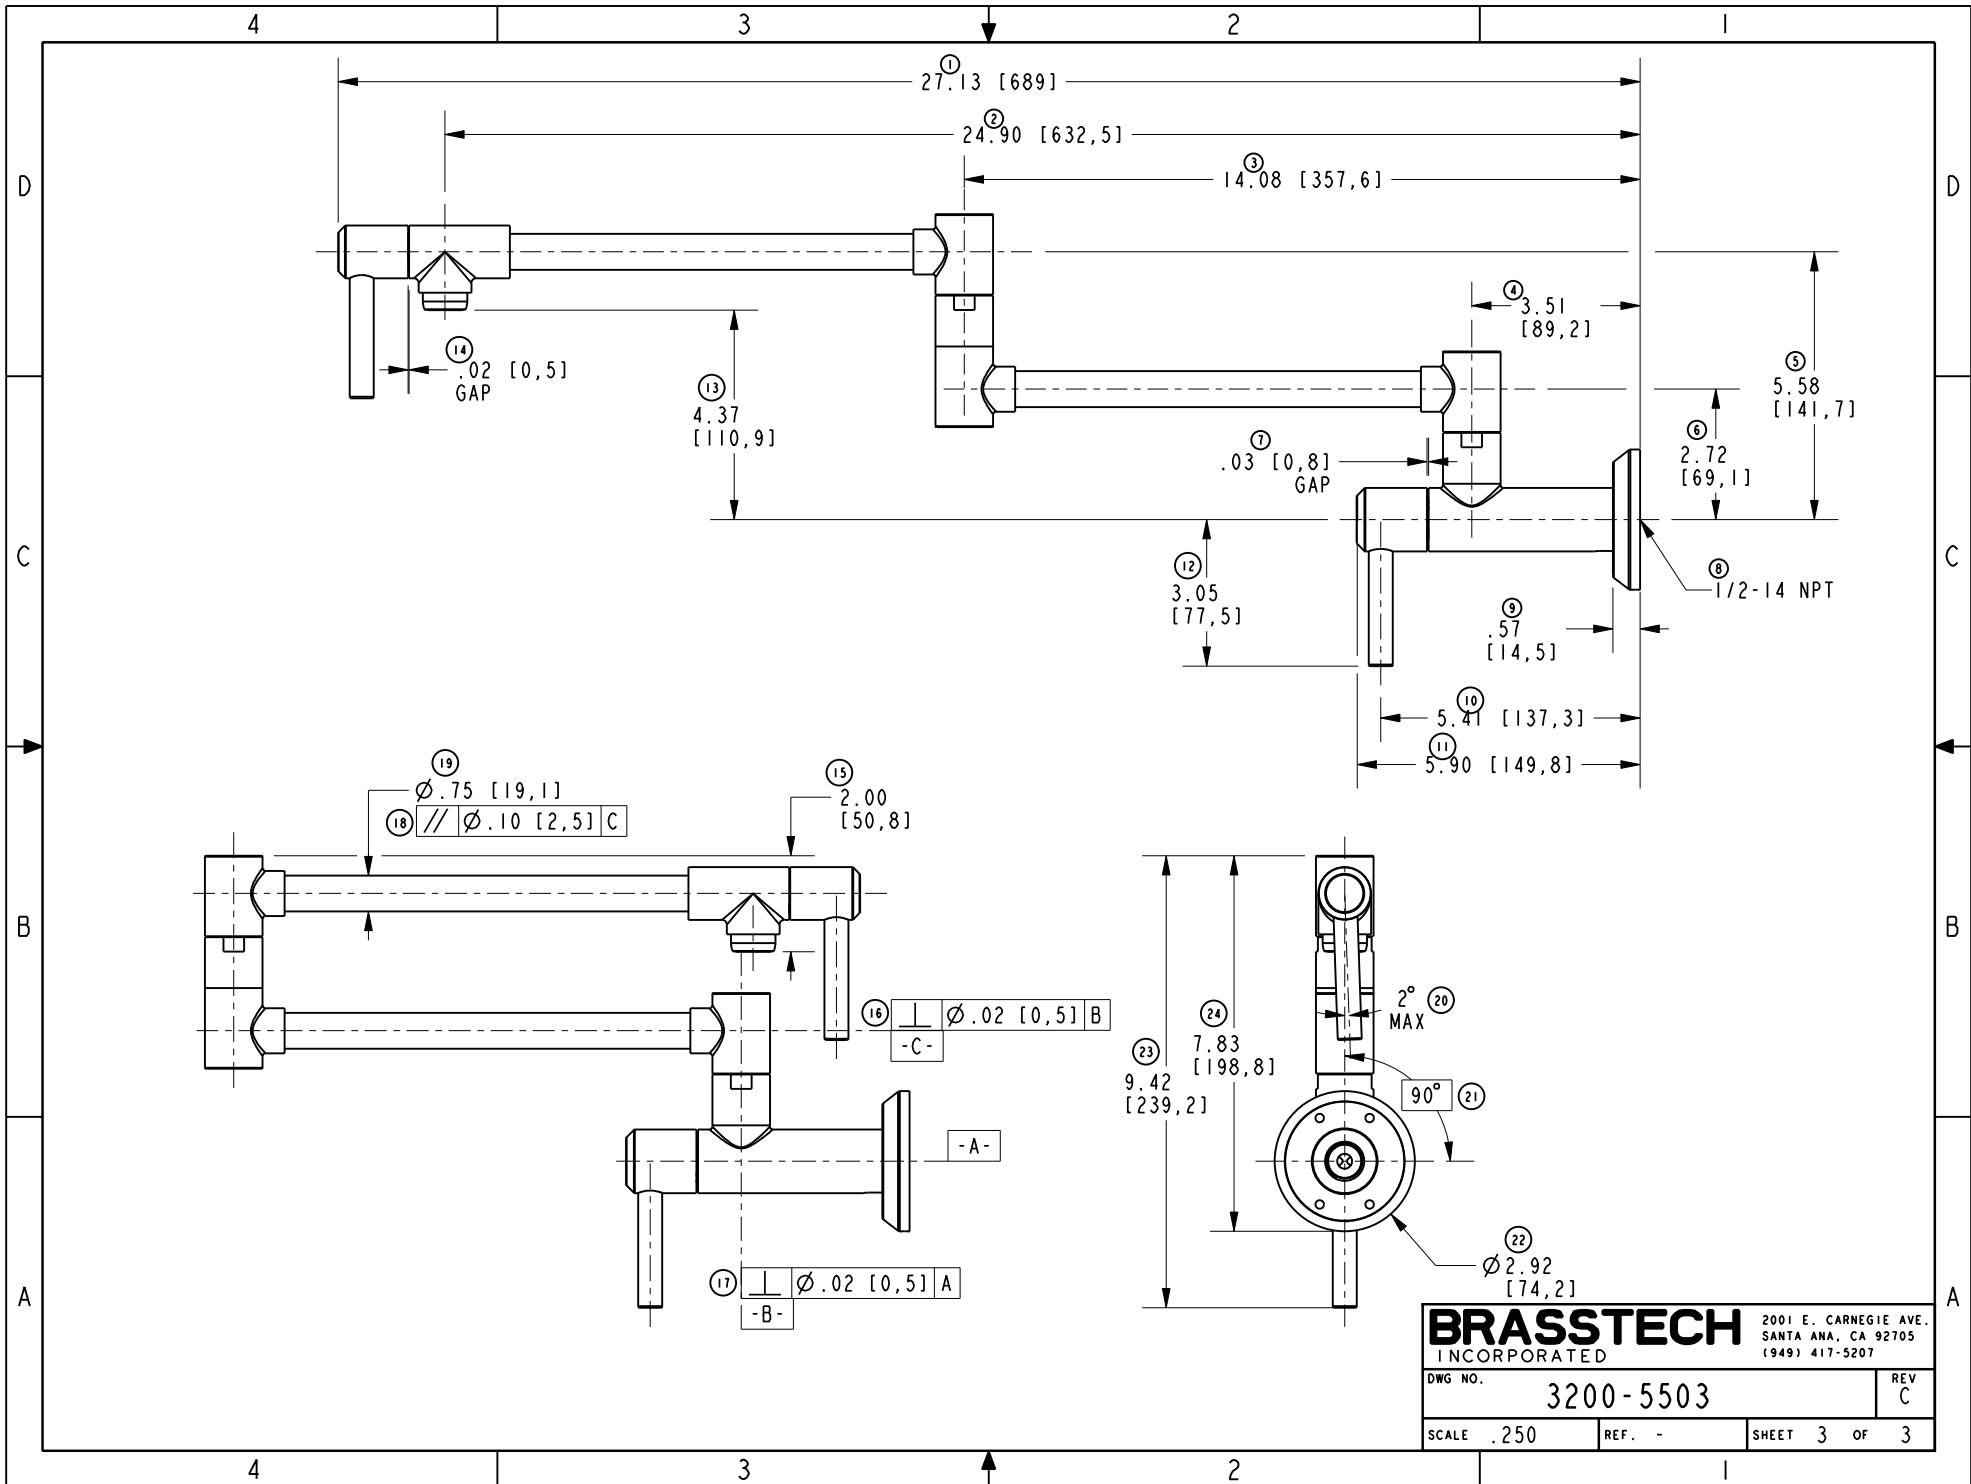 4 3 2 1
1
27.13 [689]
2
24.90 [632,5]
3
14.08 [357,6]
D D
4
3.51
[89,2]
14
.02 [0,5]
GAP
13
4.37
[110,9]
5
5.58
[141,7]
6
2.72
[69,1]
7
.03 [0,8]
GAP
C C
12
3.05
[77,5]
8
1/2-14 NPT
9
.57
[14,5]
10
5.41 [137,3]
11
5.90 [149,8]
19
Ø.75 [19,1]
18 // Ø.10 [2,5] C
15
2.00
[50,8]
B B
16 ⊥ Ø.02 [0,5] B
-C-
2° 20
MAX
24
7.83
[198,8]
23
9.42
[239,2]
90° 21
-A-
17 ⊥ Ø.02 [0,5] A
-B-
22
Ø2.92
[74,2]
A A
BRASSTECH
INCORPORATED
2001 E. CARNEGIE AVE.
SANTA ANA, CA 92705
(949) 417-5207
DWG NO.
3200-5503
REV
C
SCALE .250 REF. - SHEET 3 OF 3
4 3 2 1